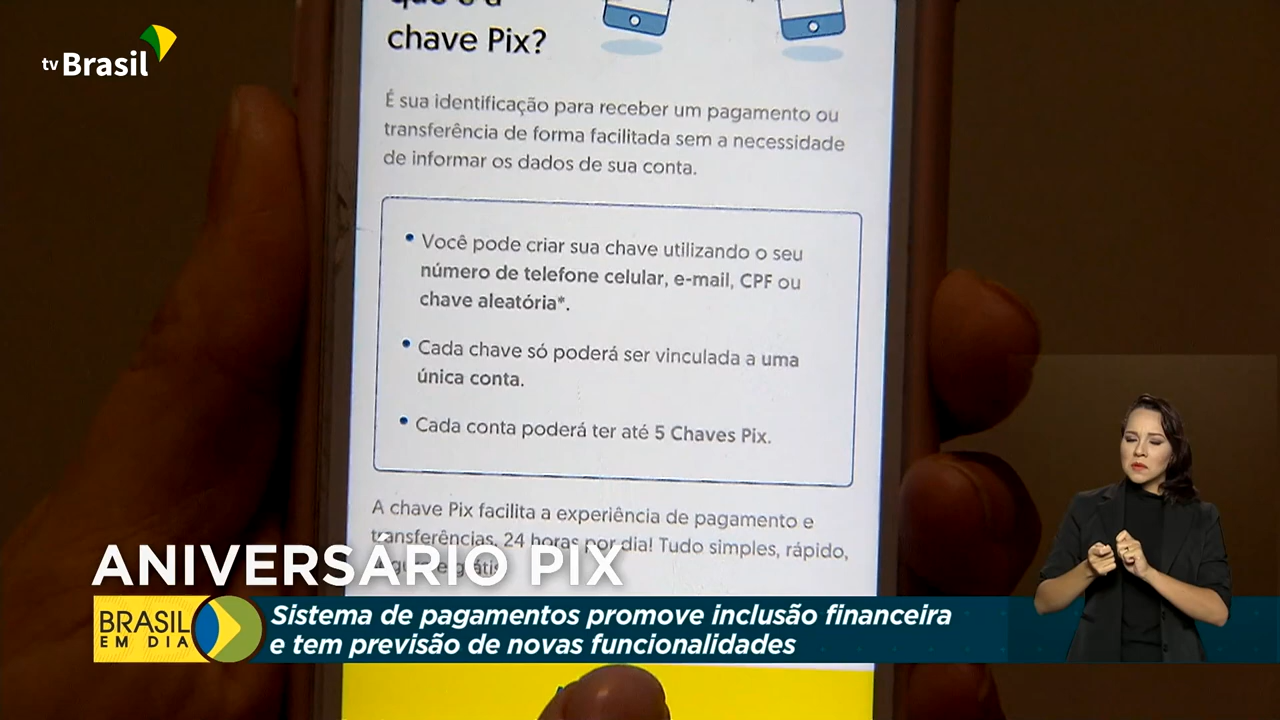 tv Brasil
chave Pix?
É sua identificação para receber um pagamento ou
transferência de forma facilitada sem a necessidade
de informar os dados de sua conta.
• Você pode criar sua chave utilizando o seu
número de telefone celular, e-mail, CPF ou
chave aleatória*.
• Cada chave só poderá ser vinculada a uma
única conta.
• Cada conta poderá ter até 5 Chaves Pix.
A chave Pix facilita a experiência de pagamento e
transferências, 24 horas por dia! Tudo simples, rápido,
ANIVERSÁRIO PIX
BRASIL
EM DIA
Sistema de pagamentos promove inclusão financeira
e tem previsão de novas funcionalidades